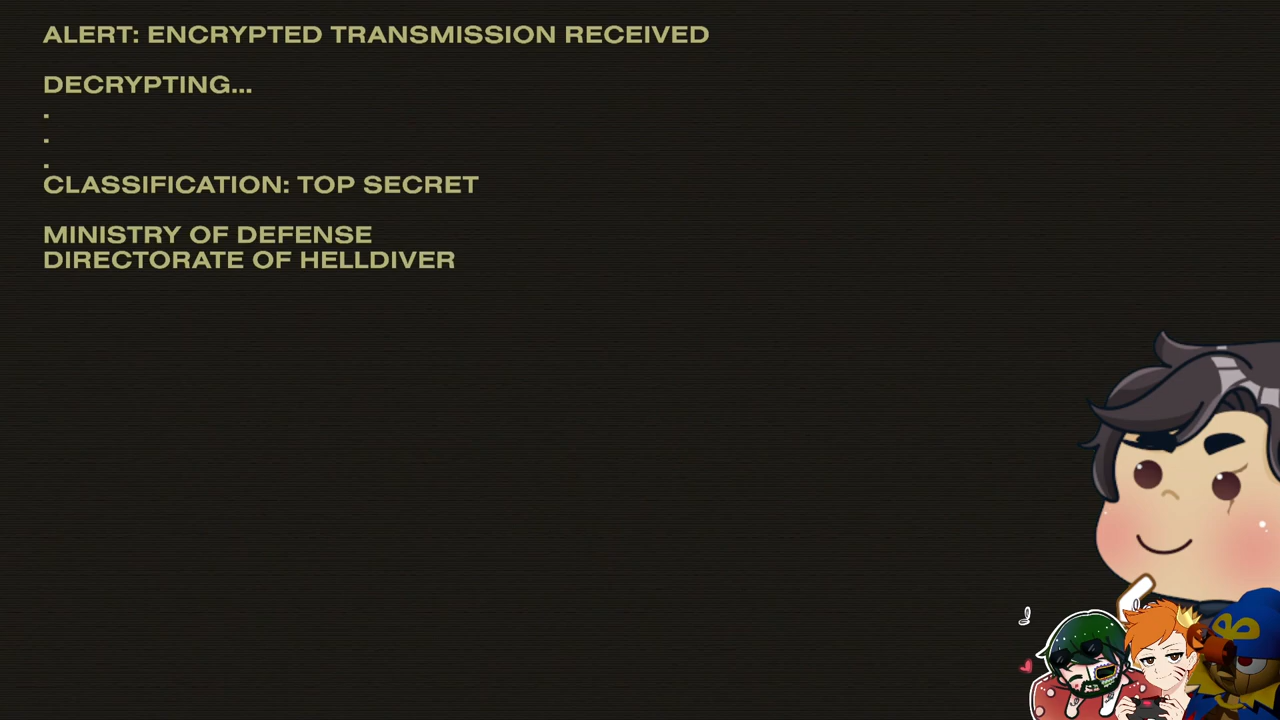 ALERT: ENCRYPTED TRANSMISSION RECEIVED
DECRYPTING...
.
.
.
CLASSIFICATION: TOP SECRET
MINISTRY OF DEFENSE
DIRECTORATE OF HELLDIVER